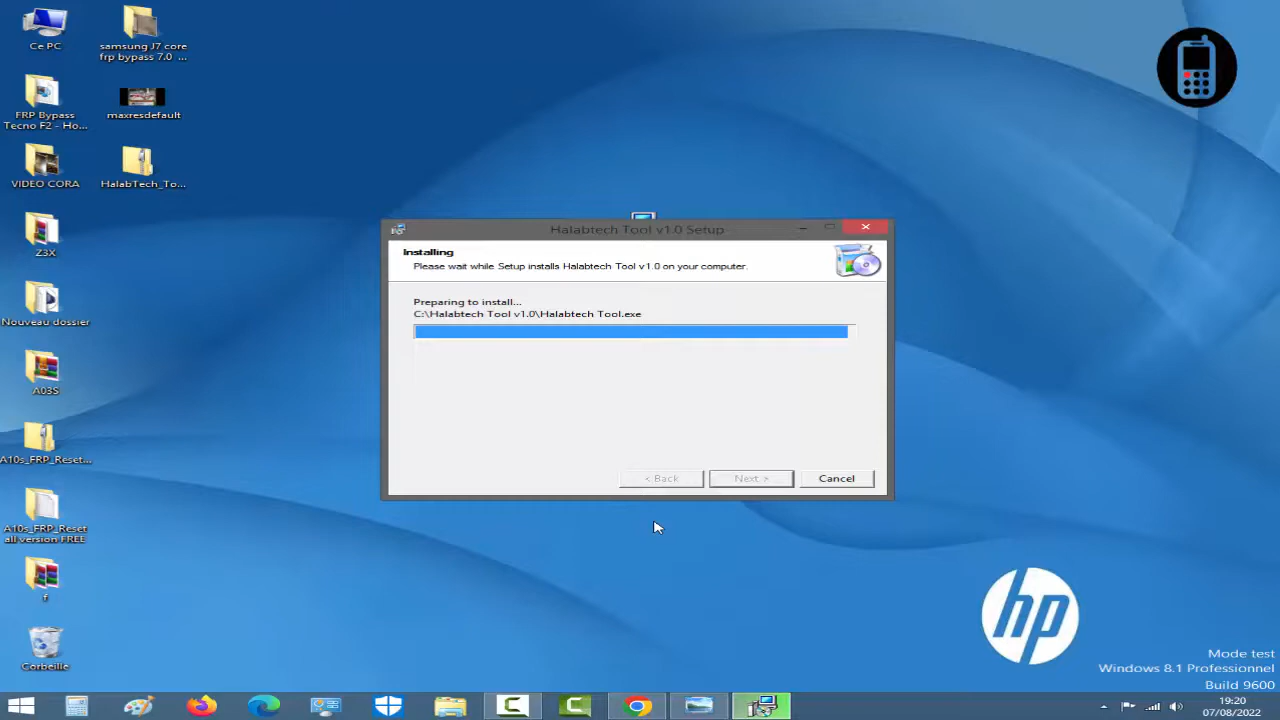 Ce PC
samsung J7 core
frp bypass 7.0 ...
FRP Bypass
Tecno F2 - Ho...
maxresdefault
VIDEO CORA
HalabTech_To...
Z3X
Nouveau dossier
A03S
A10s_FRP_Reset...
A10s_FRP_Reset
all version FREE
f
Corbeille
Halabtech Tool v1.0 Setup
Installing
Please wait while Setup installs Halabtech Tool v1.0 on your computer.
Preparing to install...
C:\Halabtech Tool v1.0\Halabtech Tool.exe
< Back
Next >
Cancel
hp
Mode test
Windows 8.1 Professionnel
Build 9600
19:20
07/08/2022